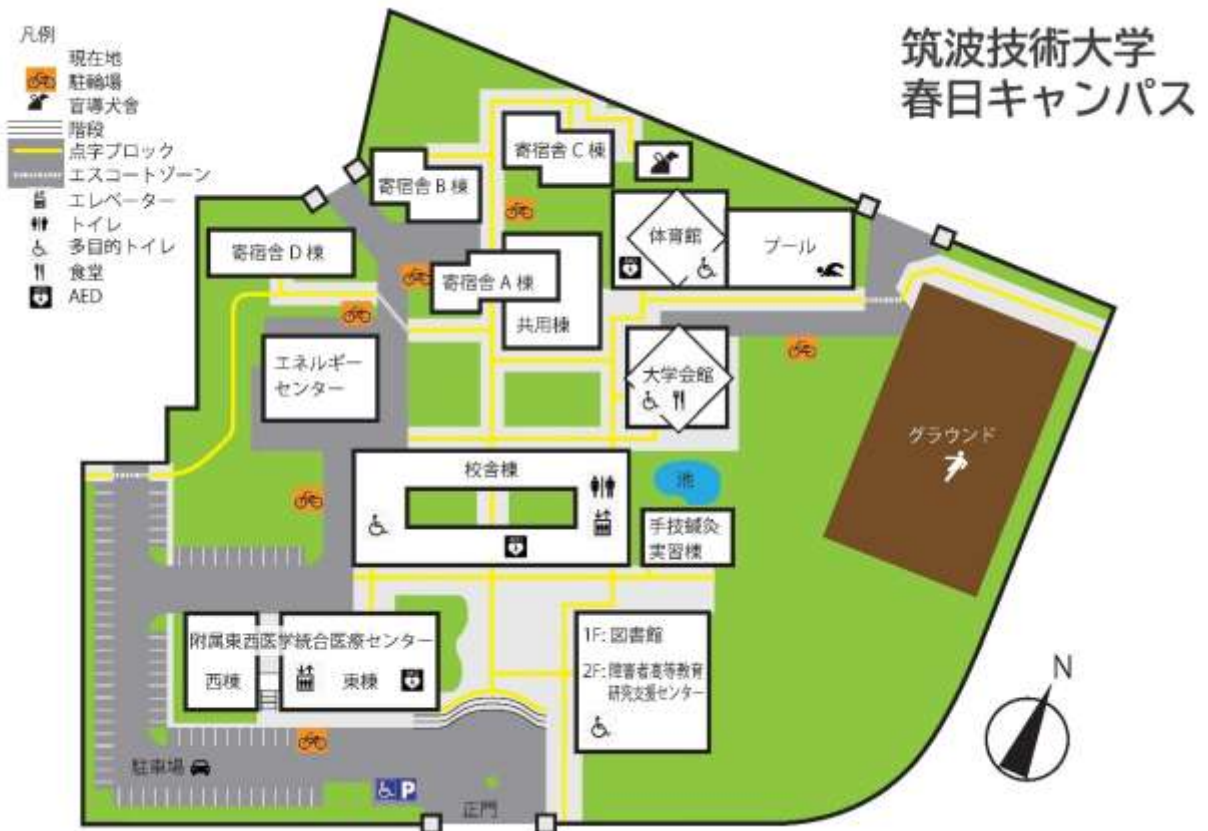 筑波技術大学
春日キャンパス
凡例
現在地
駐輪場
盲導犬舎
階段
点字ブロック
エスコートゾーン
エレベーター
トイレ
多目的トイレ
食堂
AED
寄宿舎 C 棟
寄宿舎 B 棟
寄宿舎 D 棟
体育館
プール
寄宿舎 A 棟
共用棟
エネルギー
センター
大学会館
グラウンド
校舎棟
池
手技鍼灸
実習棟
附属東西医学統合医療センター
西棟
東棟
1F: 図書館
2F: 障害者高等教育
研究支援センター
N
駐車場
P
正門